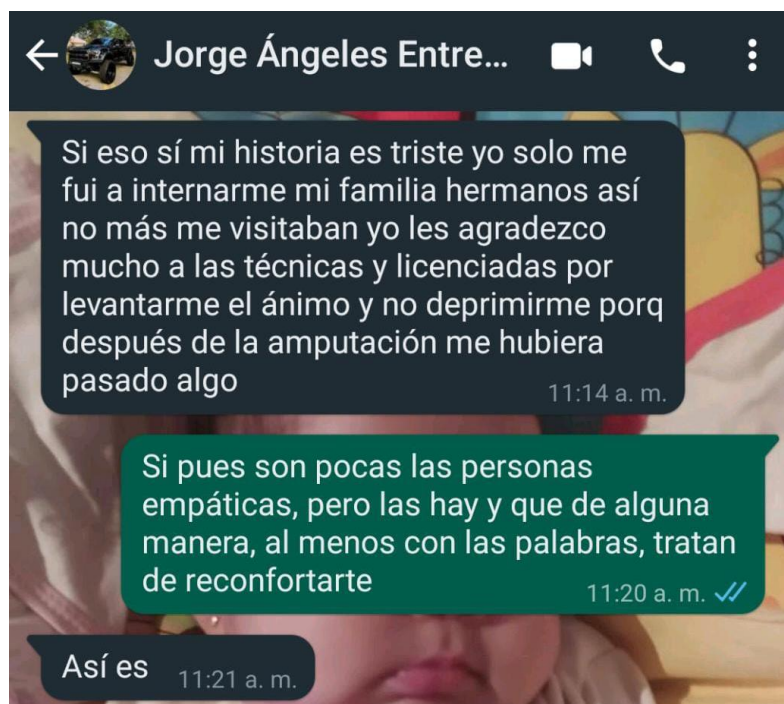 Jorge Ángeles Entre...
Si eso sí mi historia es triste yo solo me
fui a internarme mi familia hermanos así
no más me visitaban yo les agradezco
mucho a las técnicas y licenciadas por
levantarme el ánimo y no deprimirme porq
después de la amputación me hubiera
pasado algo
11:14 a. m.
Si pues son pocas las personas
empáticas, pero las hay y que de alguna
manera, al menos con las palabras, tratan
de reconfortarte
11:20 a. m.
Así es
11:21 a. m.